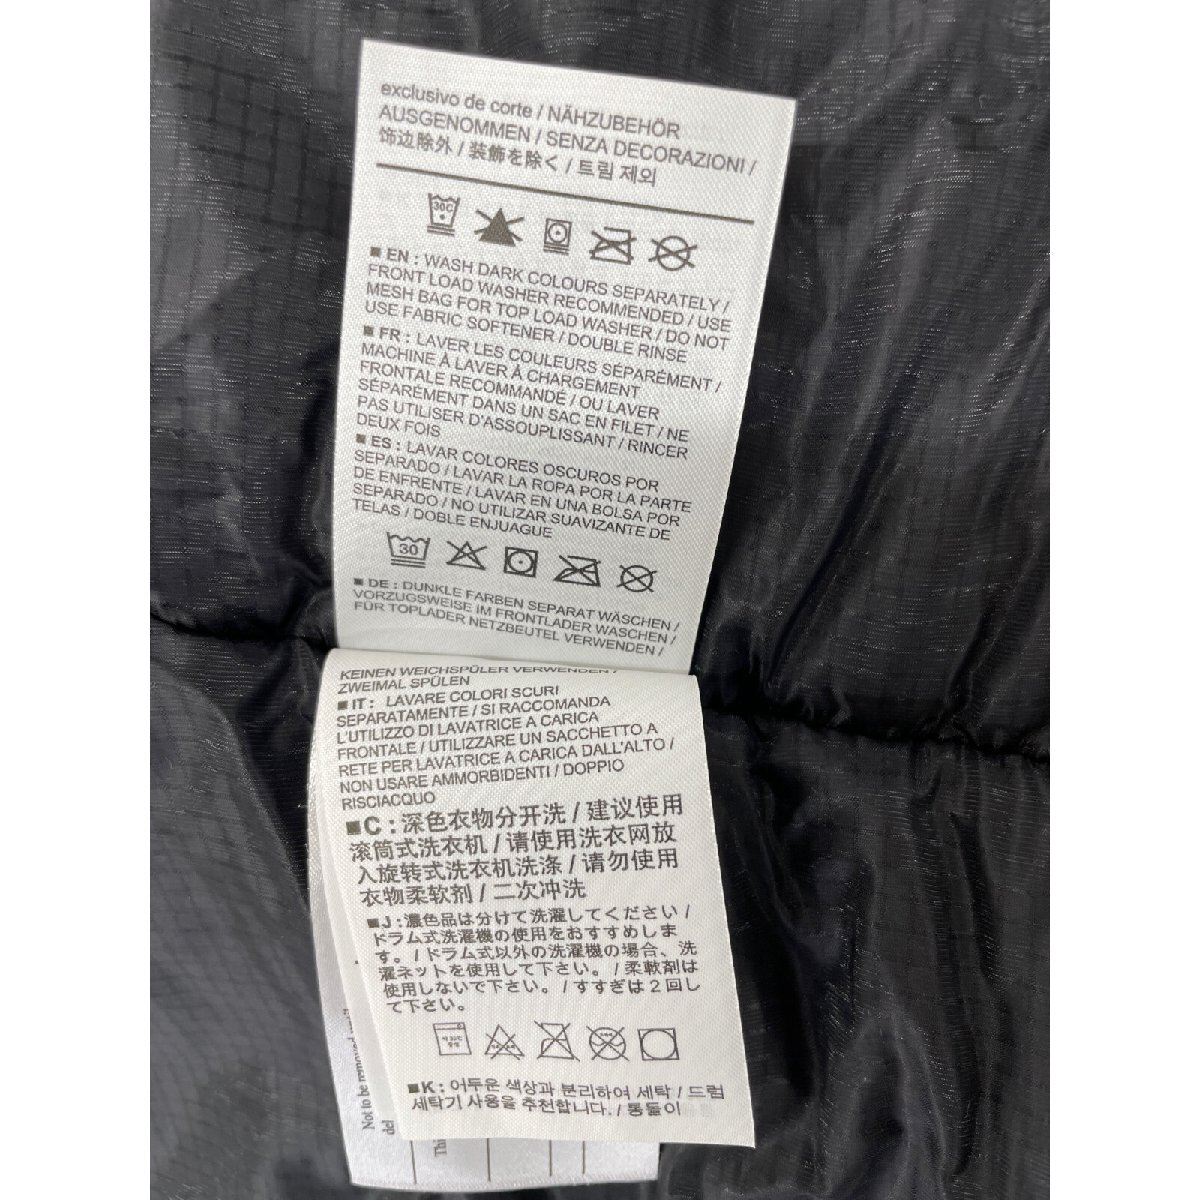 exclusivo de corte / NÄHZUBEHÖR
AUSGENOMMEN / SENZA DECORAZIONI /
饰边除外 / 装飾を除く / 트림 제외
30C
■ EN : WASH DARK COLOURS SEPARATELY /
FRONT LOAD WASHER RECOMMENDED / USE
MESH BAG FOR TOP LOAD WASHER / DO NOT
USE FABRIC SOFTENER / DOUBLE RINSE
■ FR : LAVER LES COULEURS SÉPARÉMENT /
MACHINE À LAVER À CHARGEMENT
FRONTALE RECOMMANDÉ / OU LAVER
SÉPARÉMENT DANS UN SAC EN FILET / NE
PAS UTILISER D'ASSOUPLISSANT / RINCER
DEUX FOIS
■ ES : LAVAR COLORES OSCUROS POR
SEPARADO / LAVAR LA ROPA POR LA PARTE
DE ENFRENTE / LAVAR EN UNA BOLSA POR
SEPARADO / NO UTILIZAR SUAVIZANTE DE
TELAS / DOBLE ENJUAGUE
30
■ DE : DUNKLE FARBEN SEPARAT WÄSCHEN /
VORZUGSWEISE IM FRONTLADER WASCHEN /
FÜR TOPLADER NETZBEUTEL VERWENDEN /
KEINEN WEICHSPÜLER VERWENDEN /
ZWEIMAL SPÜLEN
■ IT : LAVARE COLORI SCURI
SEPARATAMENTE / SI RACCOMANDA
L'UTILIZZO DI LAVATRICE A CARICA
FRONTALE / UTILIZZARE UN SACCHETTO A
RETE PER LAVATRICE A CARICA DALL'ALTO /
NON USARE AMMORBIDENTI / DOPPIO
RISCIACQUO
■ C : 深色衣物分开洗 / 建议使用
滚筒式洗衣机 / 请使用洗衣网放
入旋转式洗衣机洗涤 / 请勿使用
衣物柔软剂 / 二次冲洗
■ J : 濃色品は分けて洗濯してください /
ドラム式洗濯機の使用をおすすめしま
す。/ ドラム式以外の洗濯機の場合、洗
濯ネットを使用して下さい。/ 柔軟剤は
使用しないで下さい。/ すすぎは２回し
て下さい。
■ K : 어두운 색상과 분리하여 세탁 / 드럼
세탁기 사용을 추천합니다. / 통돌이
Not to be removed
del